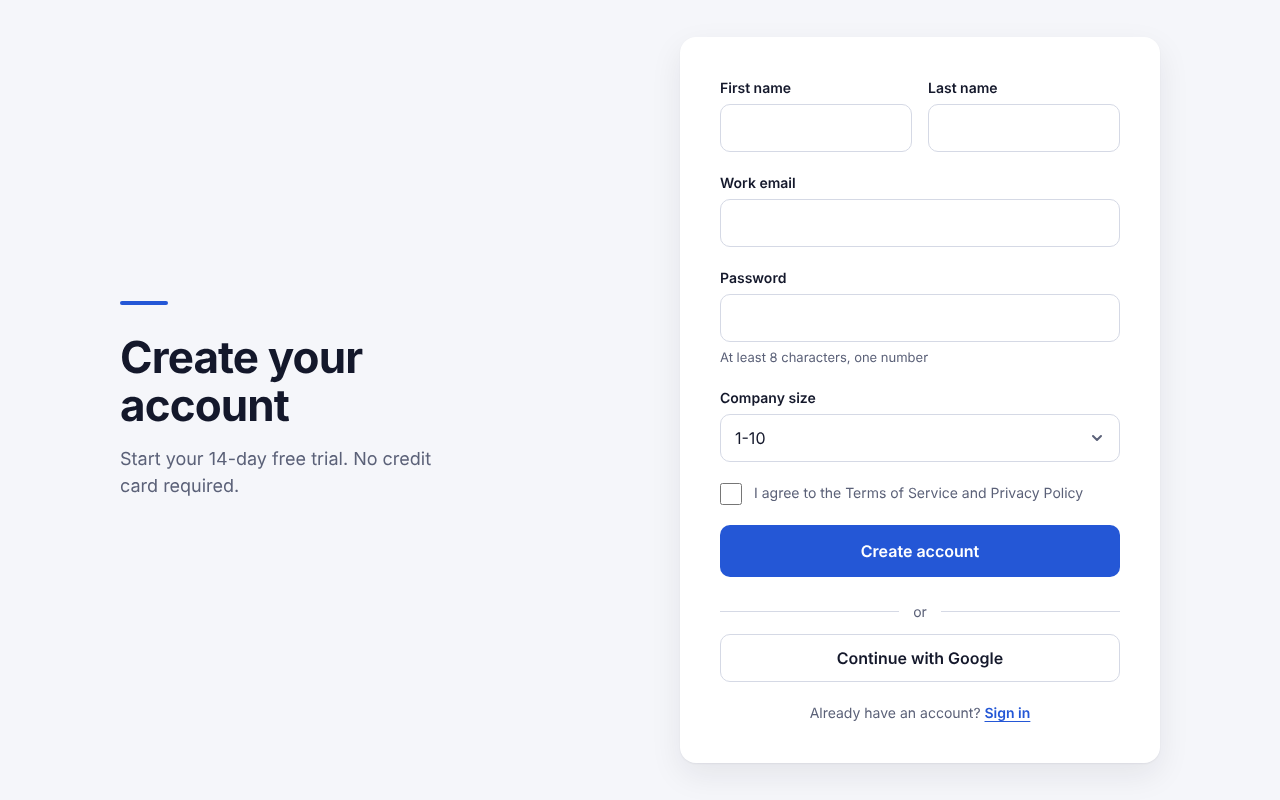 Create your
account
Start your 14-day free trial. No credit
card required.
First name
Last name
Work email
Password
At least 8 characters, one number
Company size
1-10
I agree to the Terms of Service and Privacy Policy
Create account
or
Continue with Google
Already have an account? Sign in